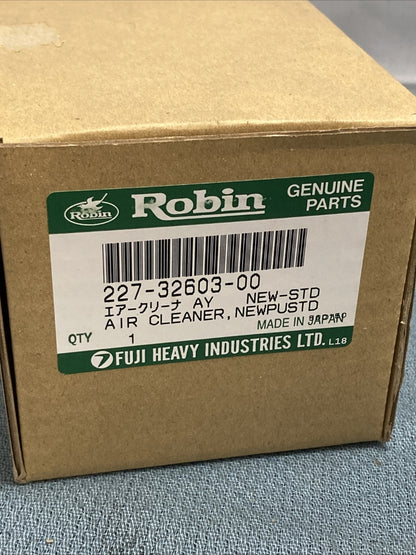 Robin
Robin
GENUINE
PARTS
227-32603-00
エアークリーナ AY NEW-STD
AIR CLEANER,NEWPUSTD
MADE IN JAPAN
QTY 1
FUJI HEAVY INDUSTRIES LTD. L18